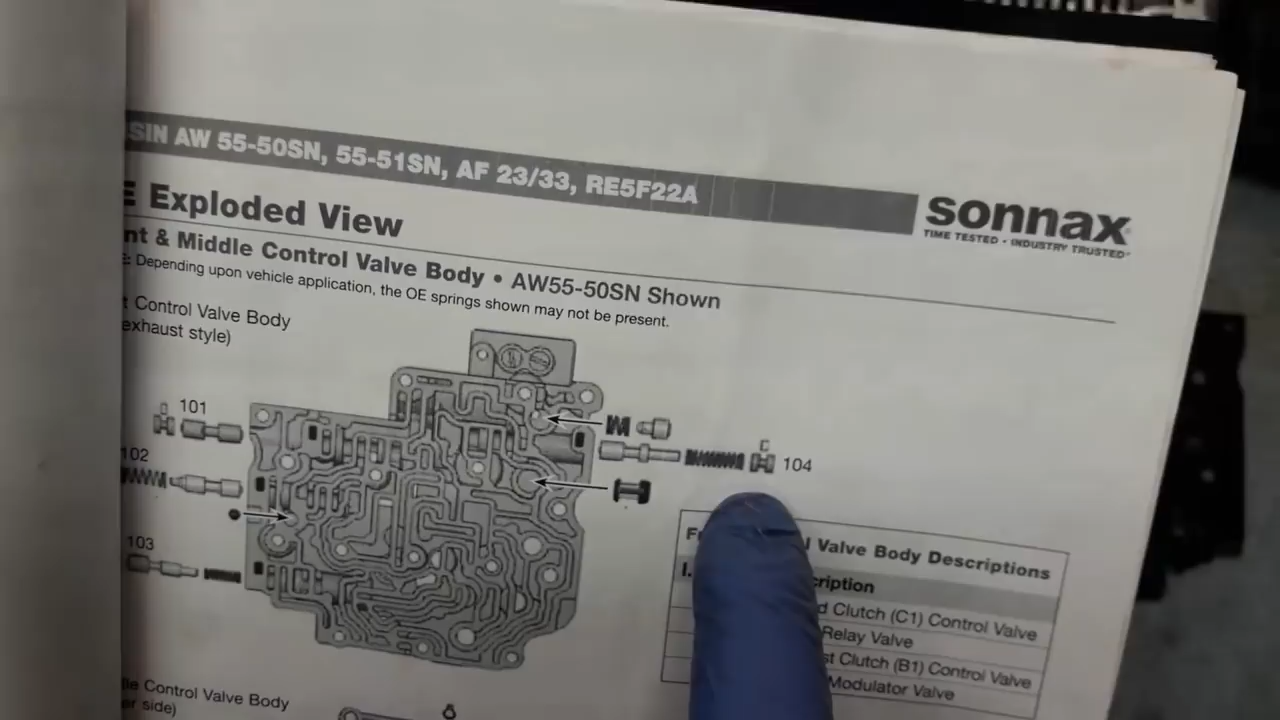 SIN AW 55-50SN, 55-51SN, AF 23/33, RE5F22A
sonnax
TIME TESTED • INDUSTRY TRUSTED
E Exploded View
nt & Middle Control Valve Body • AW55-50SN Shown
E: Depending upon vehicle application, the OE springs shown may not be present.
t Control Valve Body
exhaust style)
101
102
103
104
Valve Body Descriptions
I.
cription
d Clutch (C1) Control Valve
Relay Valve
st Clutch (B1) Control Valve
Modulator Valve
le Control Valve Body
er side)